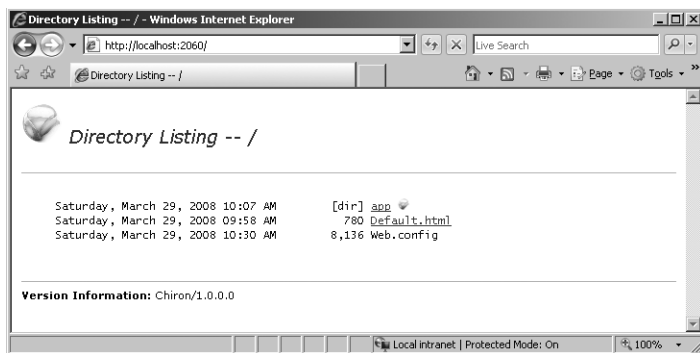 Directory Listing -- / - Windows Internet Explorer
http://localhost:2060/
Live Search
Directory Listing -- /
Page
Tools
Directory Listing -- /
Saturday, March 29, 2008 10:07 AM [dir] app
Saturday, March 29, 2008 09:58 AM 780 Default.html
Saturday, March 29, 2008 10:30 AM 8,136 Web.config
Version Information: Chiron/1.0.0.0
Local intranet | Protected Mode: On
100%